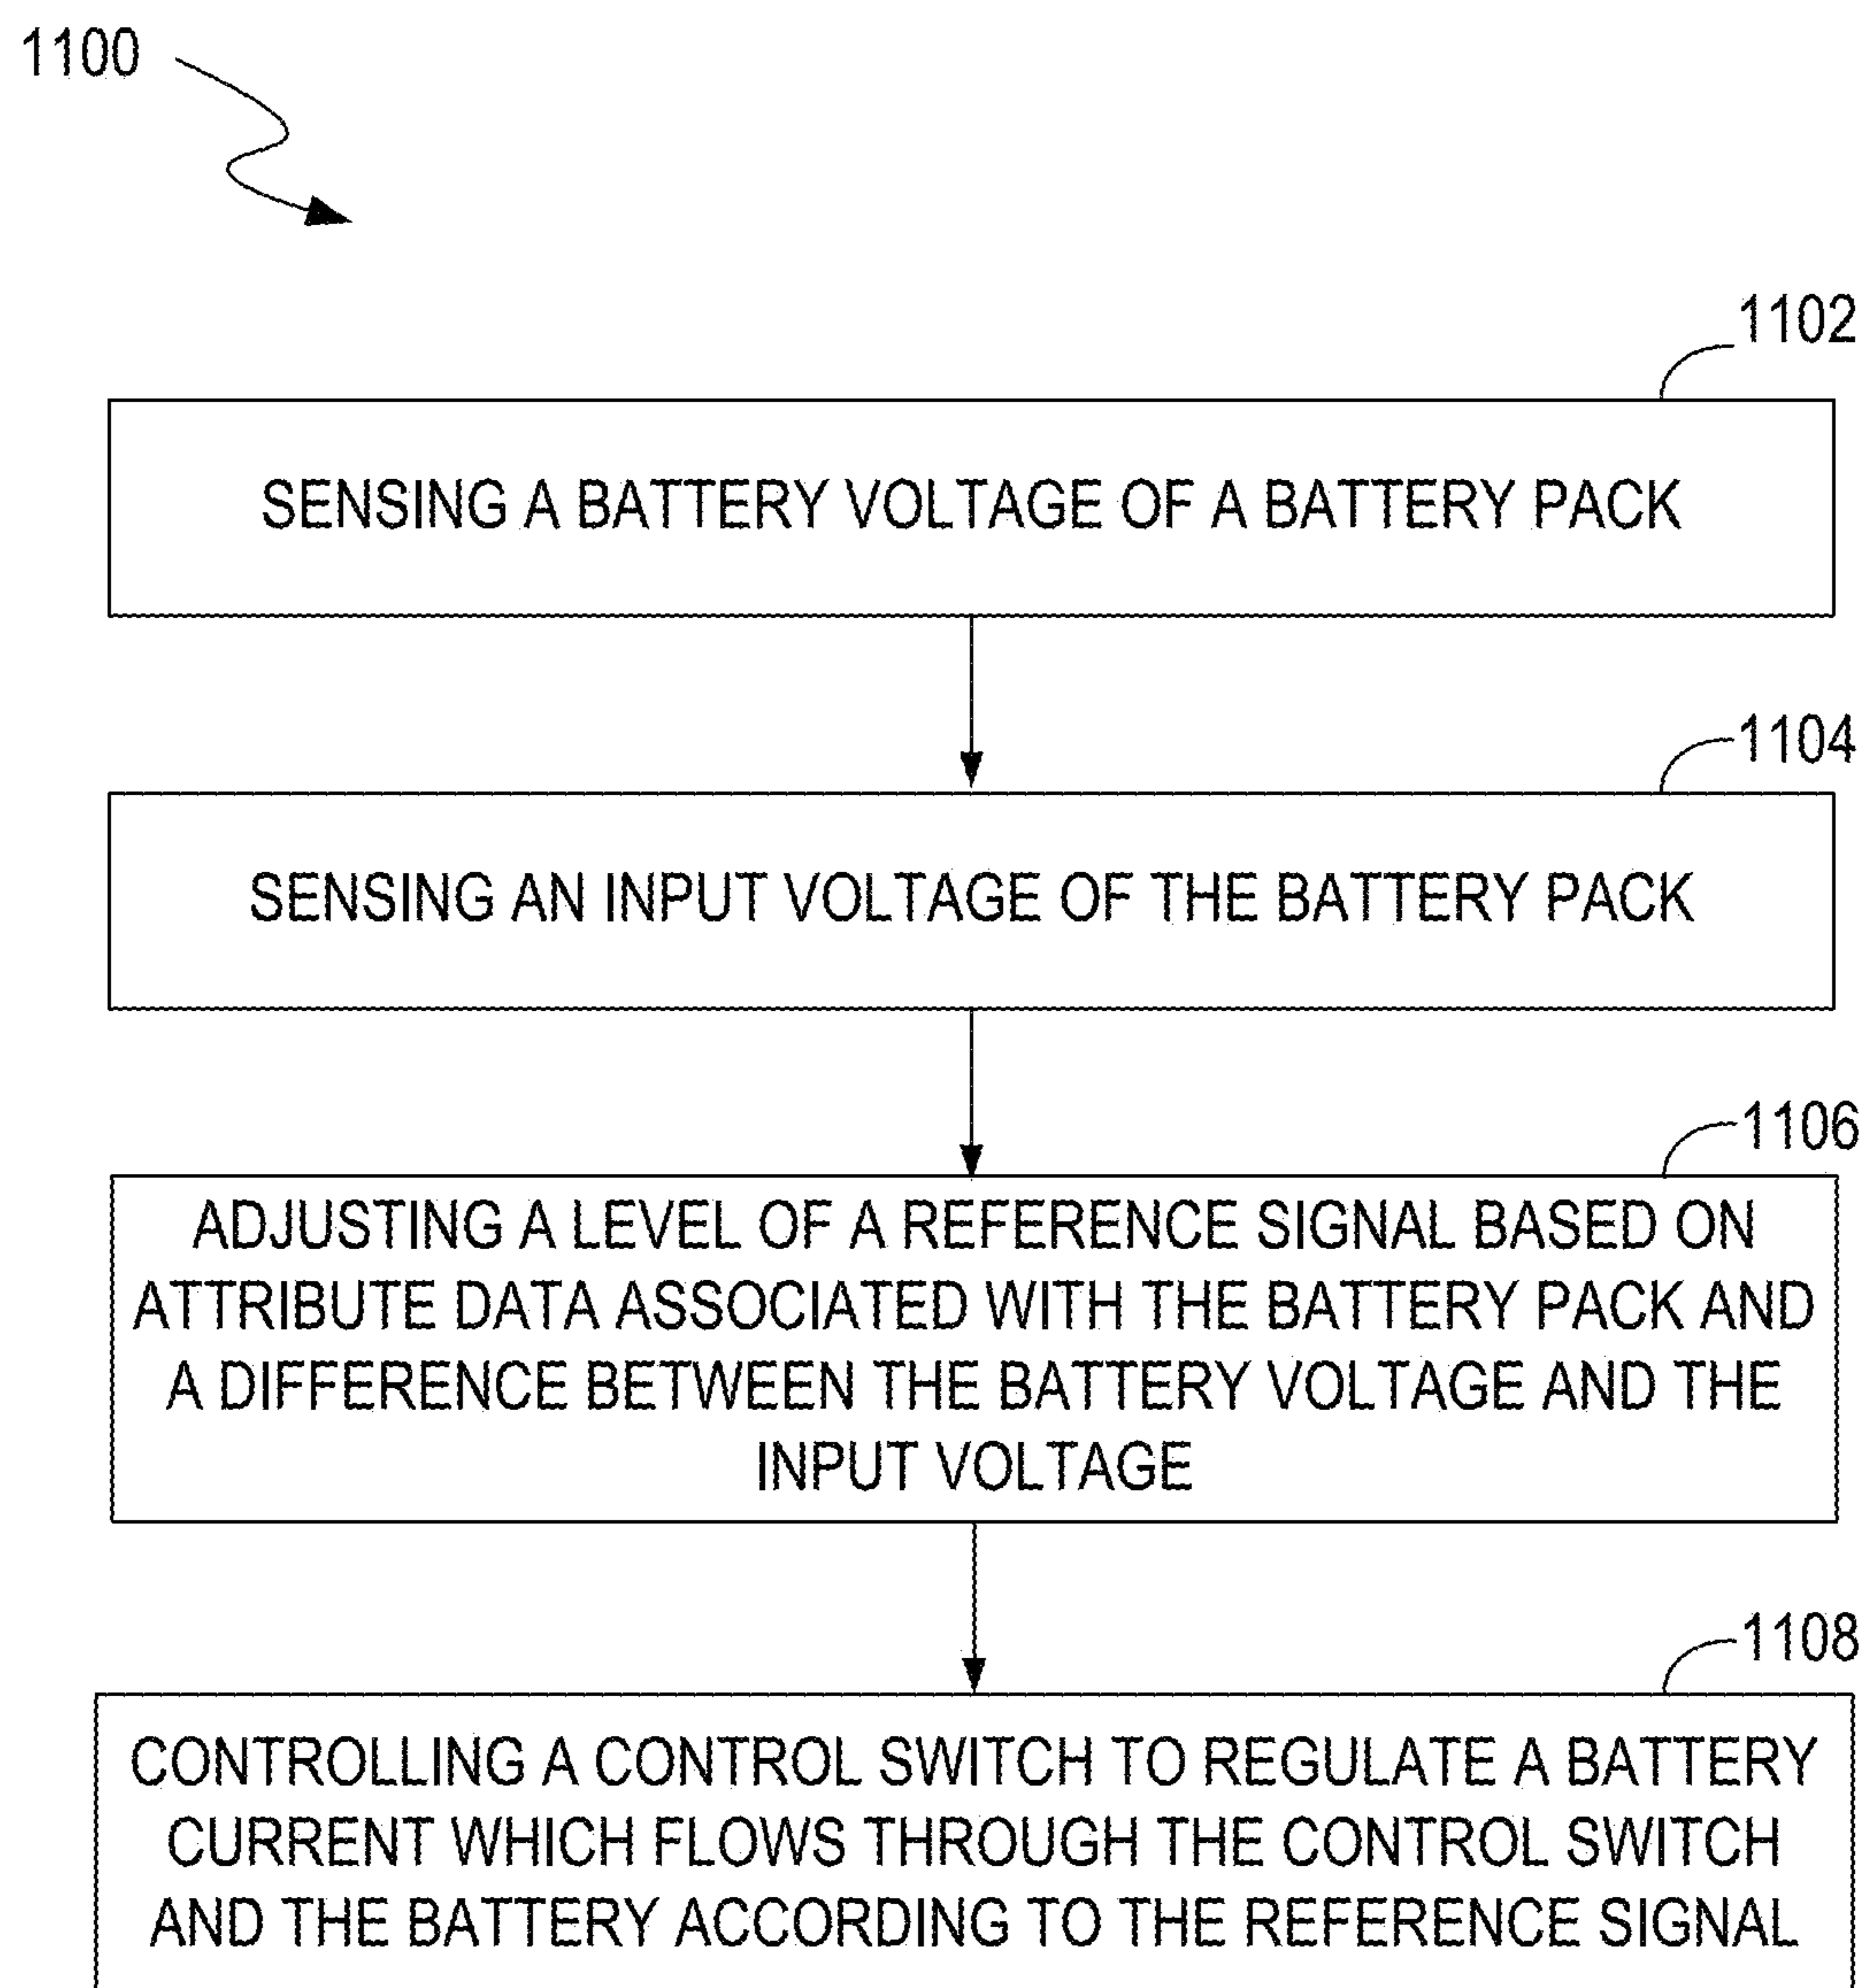 1100
1102
SENSING A BATTERY VOLTAGE OF A BATTERY PACK
1104
SENSING AN INPUT VOLTAGE OF THE BATTERY PACK
1106
ADJUSTING A LEVEL OF A REFERENCE SIGNAL BASED ON
ATTRIBUTE DATA ASSOCIATED WITH THE BATTERY PACK AND
A DIFFERENCE BETWEEN THE BATTERY VOLTAGE AND THE
INPUT VOLTAGE
1108
CONTROLLING A CONTROL SWITCH TO REGULATE A BATTERY
CURRENT WHICH FLOWS THROUGH THE CONTROL SWITCH
AND THE BATTERY ACCORDING TO THE REFERENCE SIGNAL